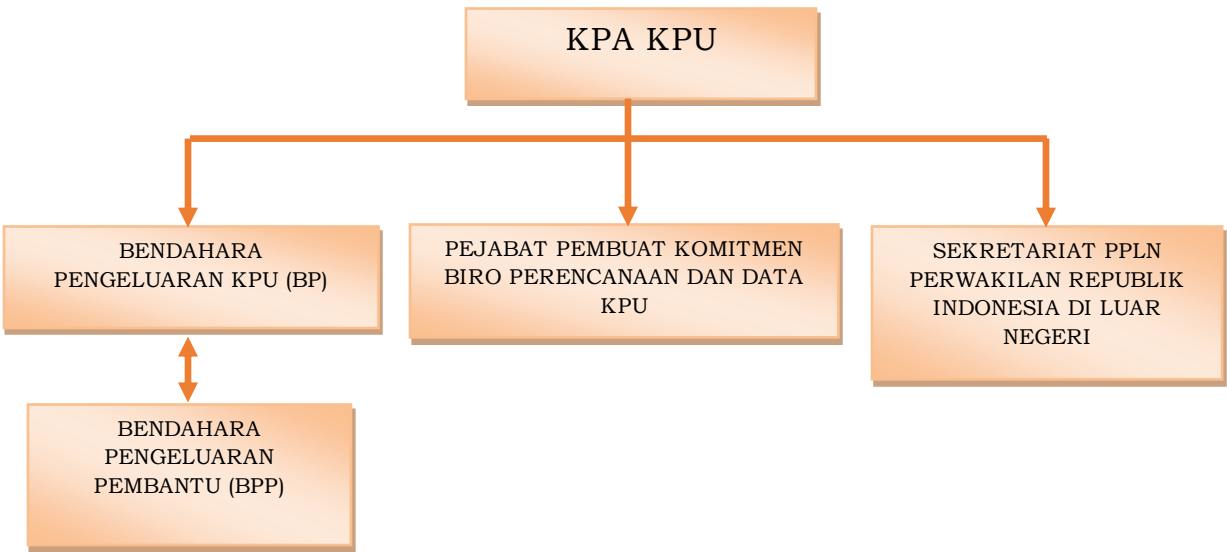 KPA KPU
BENDAHARA
PENGELUARAN KPU (BP)
PEJABAT PEMBUAT KOMITMEN
BIRO PERENCANAAN DAN DATA
KPU
SEKRETARIAT PPLN
PERWAKILAN REPUBLIK
INDONESIA DI LUAR
NEGERI
BENDAHARA
PENGELUARAN
PEMBANTU (BPP)